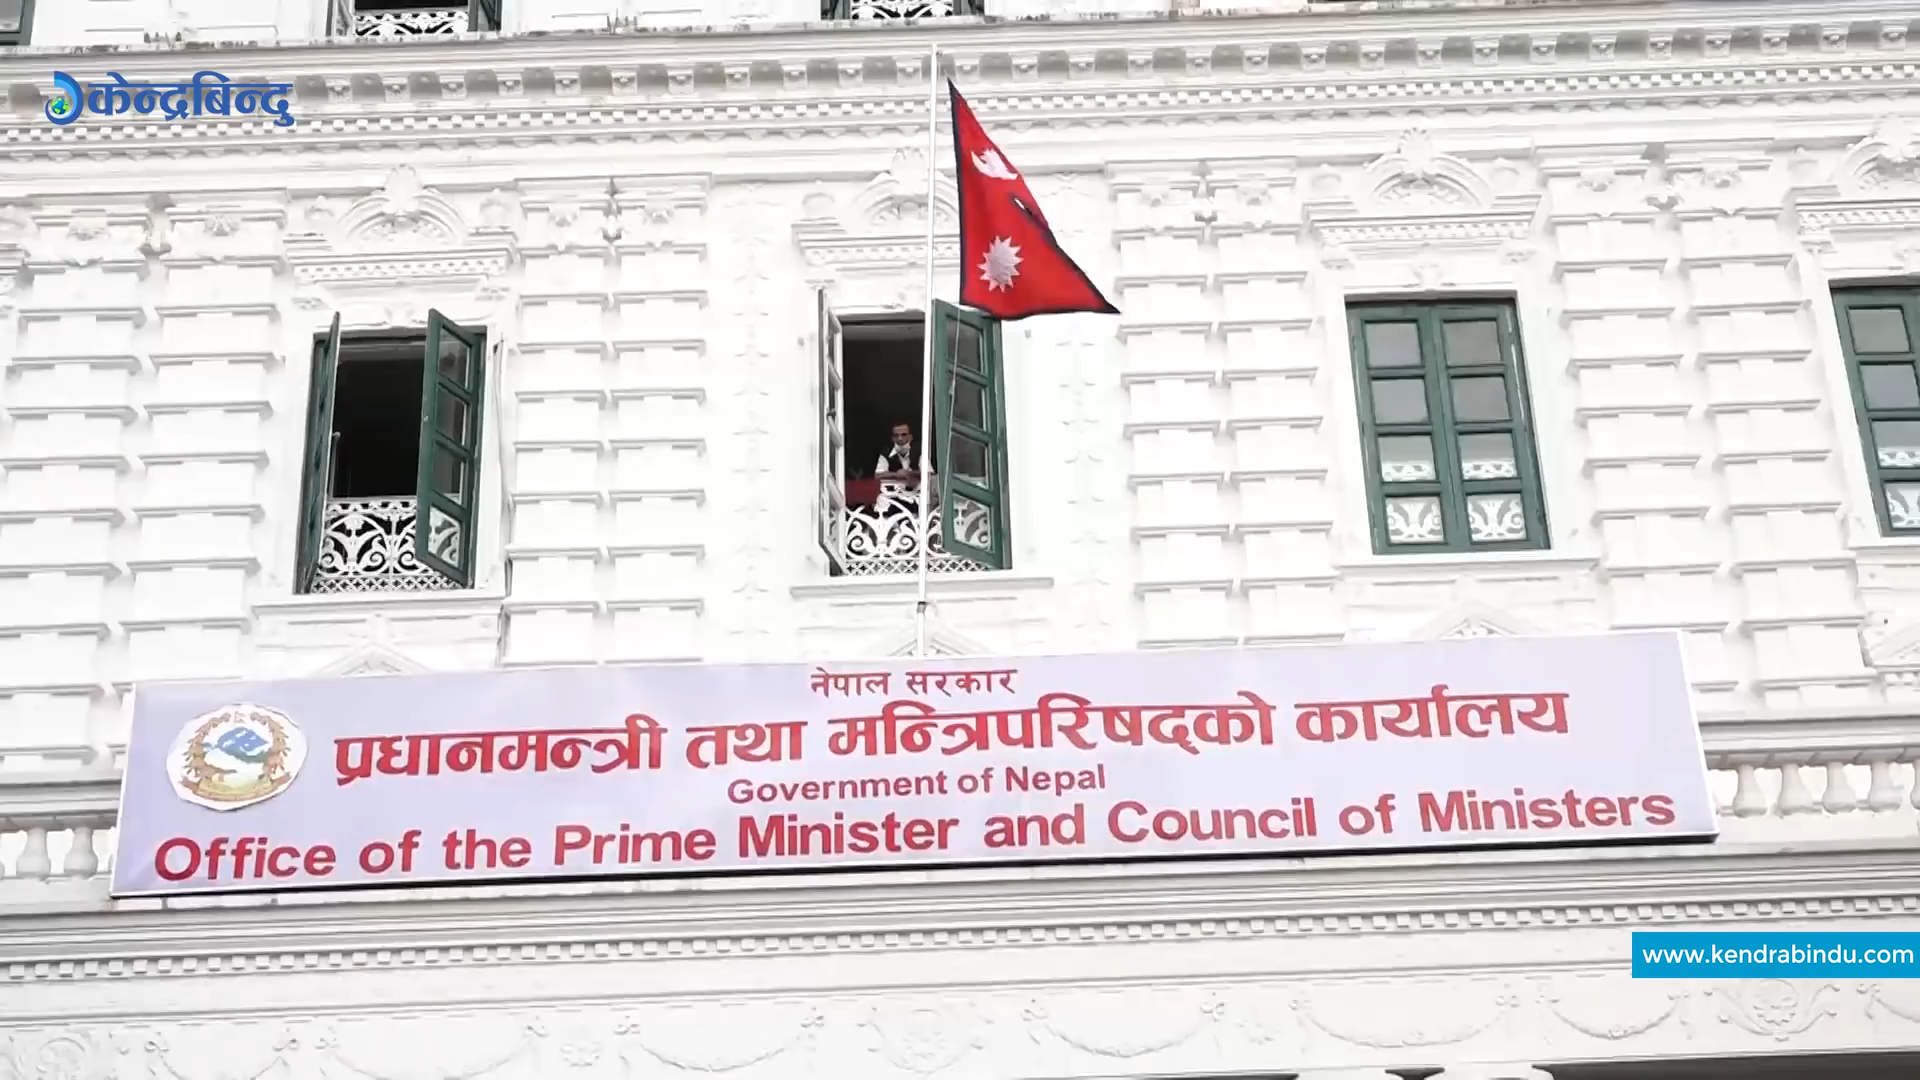 केन्द्रबिन्दु
नेपाल सरकार
प्रधानमन्त्री तथा मन्त्रिपरिषद्को कार्यालय
Government of Nepal
Office of the Prime Minister and Council of Ministers
www.kendrabindu.com